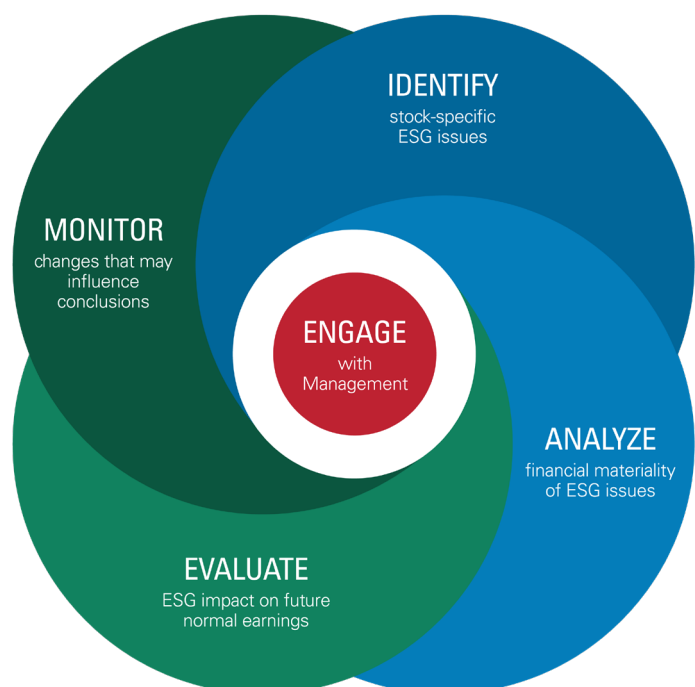 IDENTIFY
stock-specific
ESG issues
MONITOR
changes that may
influence
conclusions
ENGAGE
with
Management
ANALYZE
financial materiality
of ESG issues
EVALUATE
ESG impact on future
normal earnings